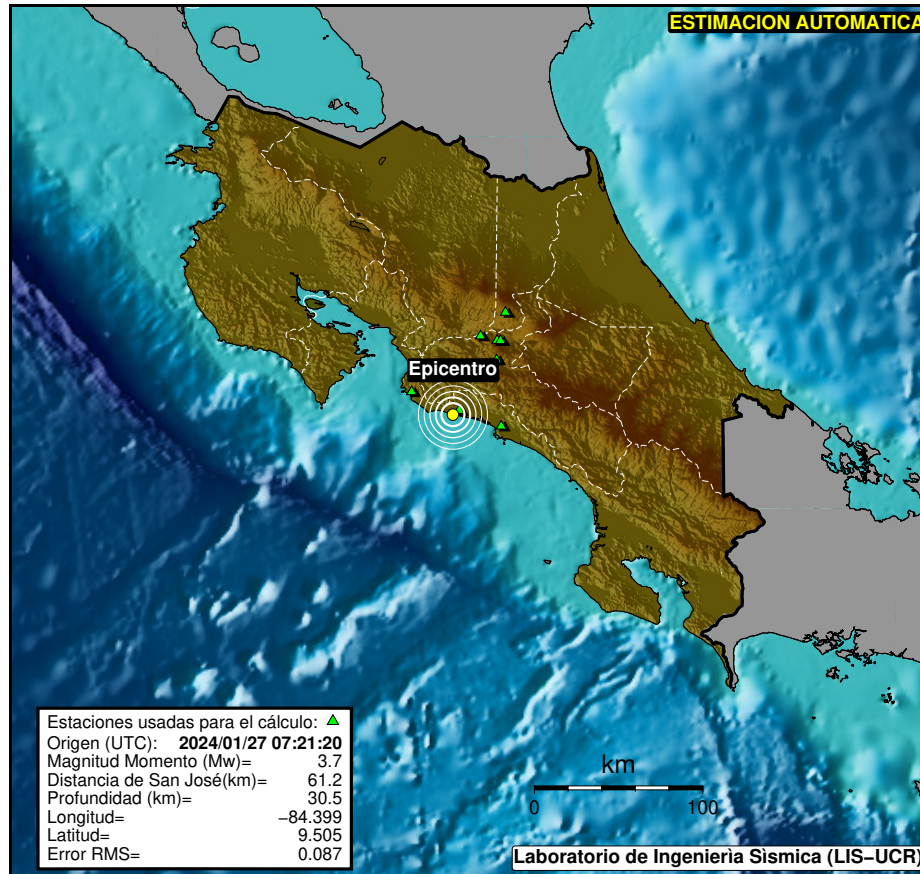 ESTIMACION AUTOMATICA
Epicentro
Estaciones usadas para el cálculo:
Origen (UTC): 2024/01/27 07:21:20
Magnitud Momento (Mw)= 3.7
Distancia de San José(km)= 61.2
Profundidad (km)= 30.5
Longitud= −84.399
Latitud= 9.505
Error RMS= 0.087
km
0 100
Laboratorio de Ingenierìa Sìsmica (LIS−UCR)